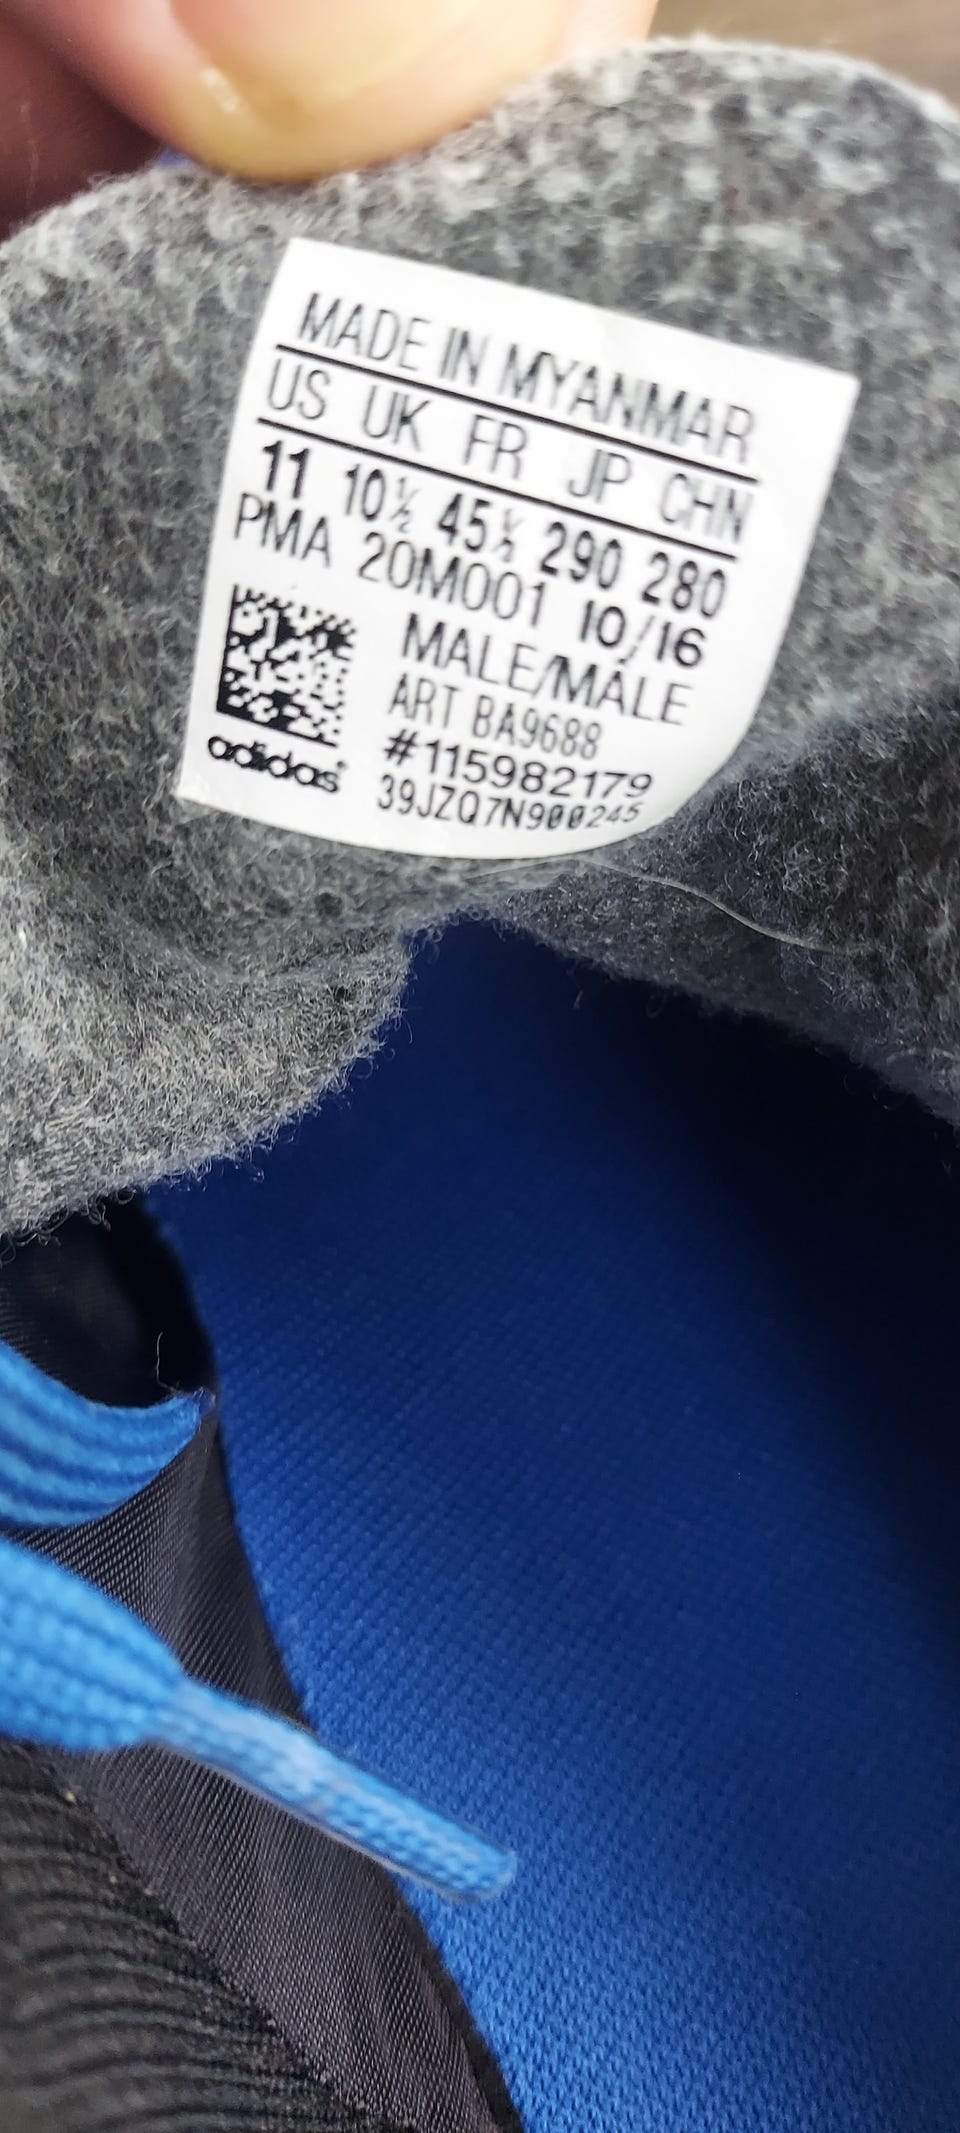 MADE IN MYANMAR
US UK FR JP CHN
11 10½ 45⅓ 290 280
PMA 20M001 10/16
MALE/MÂLE
ART BA9688
#115982179
39JZQ7N900245
adidas®